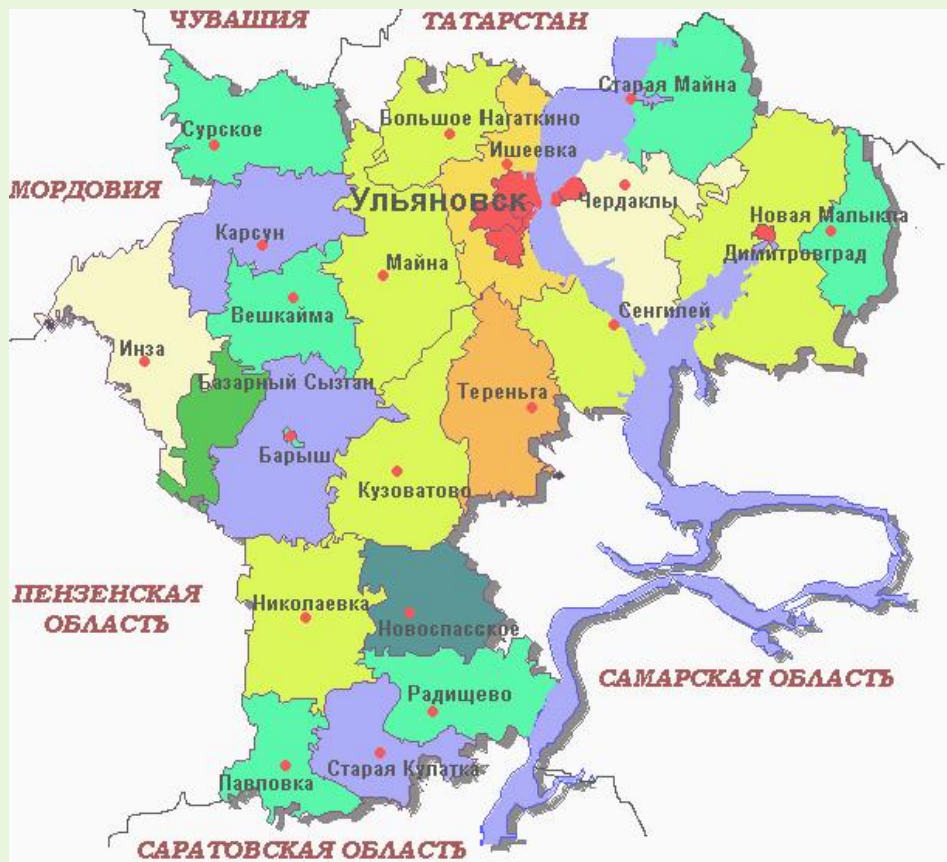 ЧУВАШИЯ
ТАТАРСТАН
Старая Майна
Сурское
Большое Нагаткино
Ишеевка
МОРДОВИЯ
Ульяновск
Чердаклы
Новая Малыкла
Карсун
Димитровград
Майна
Вешкайма
Сенгилей
Инза
Базарный Сызган
Тереньга
Барыш
Кузоватово
ПЕНЗЕНСКАЯ
ОБЛАСТЬ
Николаевка
Новоспасское
САМАРСКАЯ ОБЛАСТЬ
Радищево
Старая Кулатка
Павловка
САРАТОВСКАЯ ОБЛАСТЬ